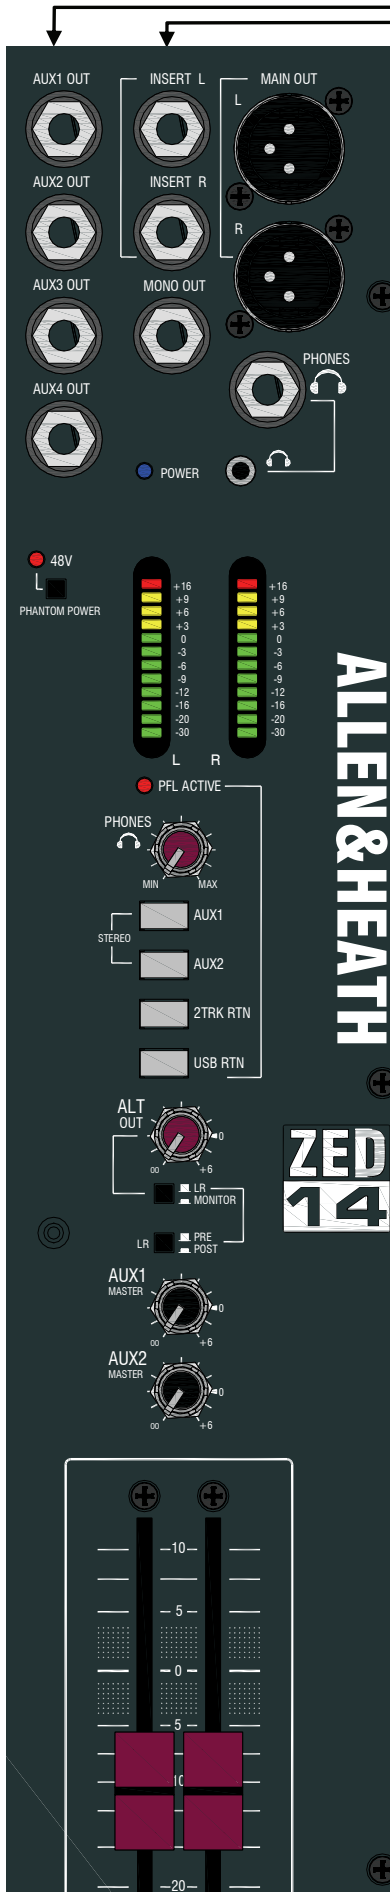 AUX1 OUT
INSERT L
MAIN OUT
L
AUX2 OUT
INSERT R
R
AUX3 OUT
MONO OUT
PHONES
AUX4 OUT
POWER
48V
PHANTOM POWER
+16 +16
+9 +9
+6 +6
+3 +3
0 0
-3 -3
-6 -6
-9 -9
-12 -12
-16 -16
-20 -20
-30 -30
L R
PFL ACTIVE
PHONES
MIN MAX
AUX1
STEREO
AUX2
2TRK RTN
USB RTN
ALLEN&HEATH
ALT
OUT
0
∞ +6
LR
MONITOR
LR
PRE
POST
ZED
14
AUX1
MASTER
0
∞ +6
AUX2
MASTER
0
∞ +6
10
5
0
5
10
20